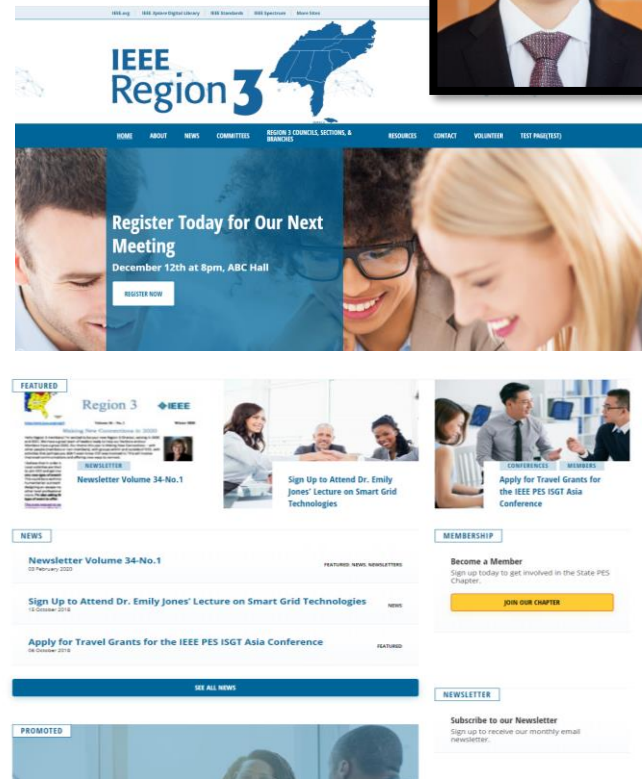 IEEE.org | IEEE Xplore Digital Library | IEEE Standards | IEEE Spectrum | More Sites
IEEE
Region 3
HOME ABOUT NEWS COMMITTEES REGION 3 COUNCILS, SECTIONS, & BRANCHES RESOURCES CONTACT VOLUNTEER TEST PAGE(TEST)
Register Today for Our Next
Meeting
December 12th at 8pm, ABC Hall
REGISTER NOW
FEATURED
Region 3 IEEE
Making New Connections in 2020
NEWSLETTER
Newsletter Volume 34-No.1
Sign Up to Attend Dr. Emily
Jones' Lecture on Smart Grid
Technologies
CONFERENCES MEMBERS
Apply for Travel Grants for
the IEEE PES ISGT Asia
Conference
NEWS
Newsletter Volume 34-No.1
03 February 2020
FEATURED NEWS NEWSLETTERS
Sign Up to Attend Dr. Emily Jones' Lecture on Smart Grid Technologies
NEWS
Apply for Travel Grants for the IEEE PES ISGT Asia Conference
FEATURED
SEE ALL NEWS
MEMBERSHIP
Become a Member
Sign up today to get involved in the State PES
Chapter.
JOIN OUR CHAPTER
NEWSLETTER
Subscribe to our Newsletter
Sign up to receive our monthly email
newsletter.
PROMOTED